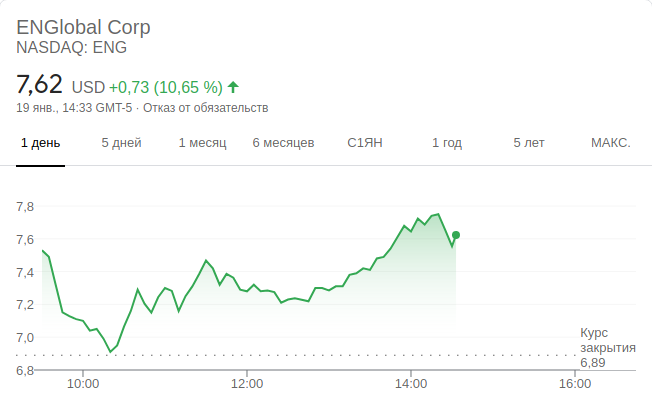 ENGlobal Corp
NASDAQ: ENG
7,62 USD +0,73 (10,65 %)
19 янв., 14:33 GMT-5 · Отказ от обязательств
1 день 5 дней 1 месяц 6 месяцев С1ЯН 1 год 5 лет МАКС.
7,8
7,6
7,4
7,2
7,0
Курс
закрытия
6,89
6,8
10:00 12:00 14:00 16:00